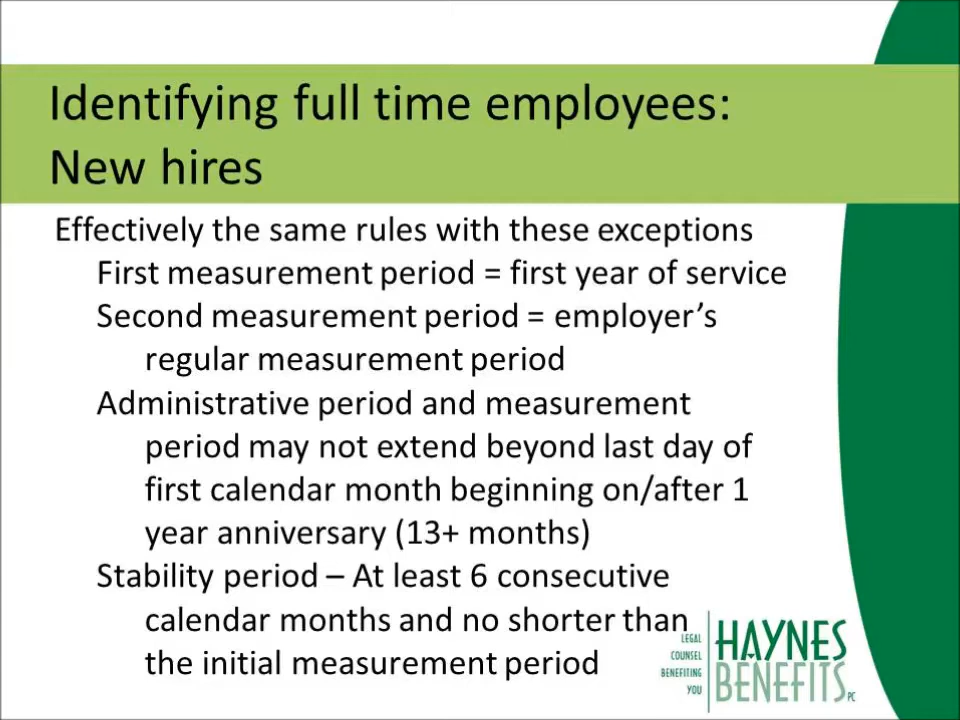 Identifying full time employees:
New hires
Effectively the same rules with these exceptions
First measurement period = first year of service
Second measurement period = employer’s
regular measurement period
Administrative period and measurement
period may not extend beyond last day of
first calendar month beginning on/after 1
year anniversary (13+ months)
Stability period – At least 6 consecutive
calendar months and no shorter than
the initial measurement period
LEGAL
COUNSEL
BENEFITING
YOU
HAYNES
BENEFITS PC